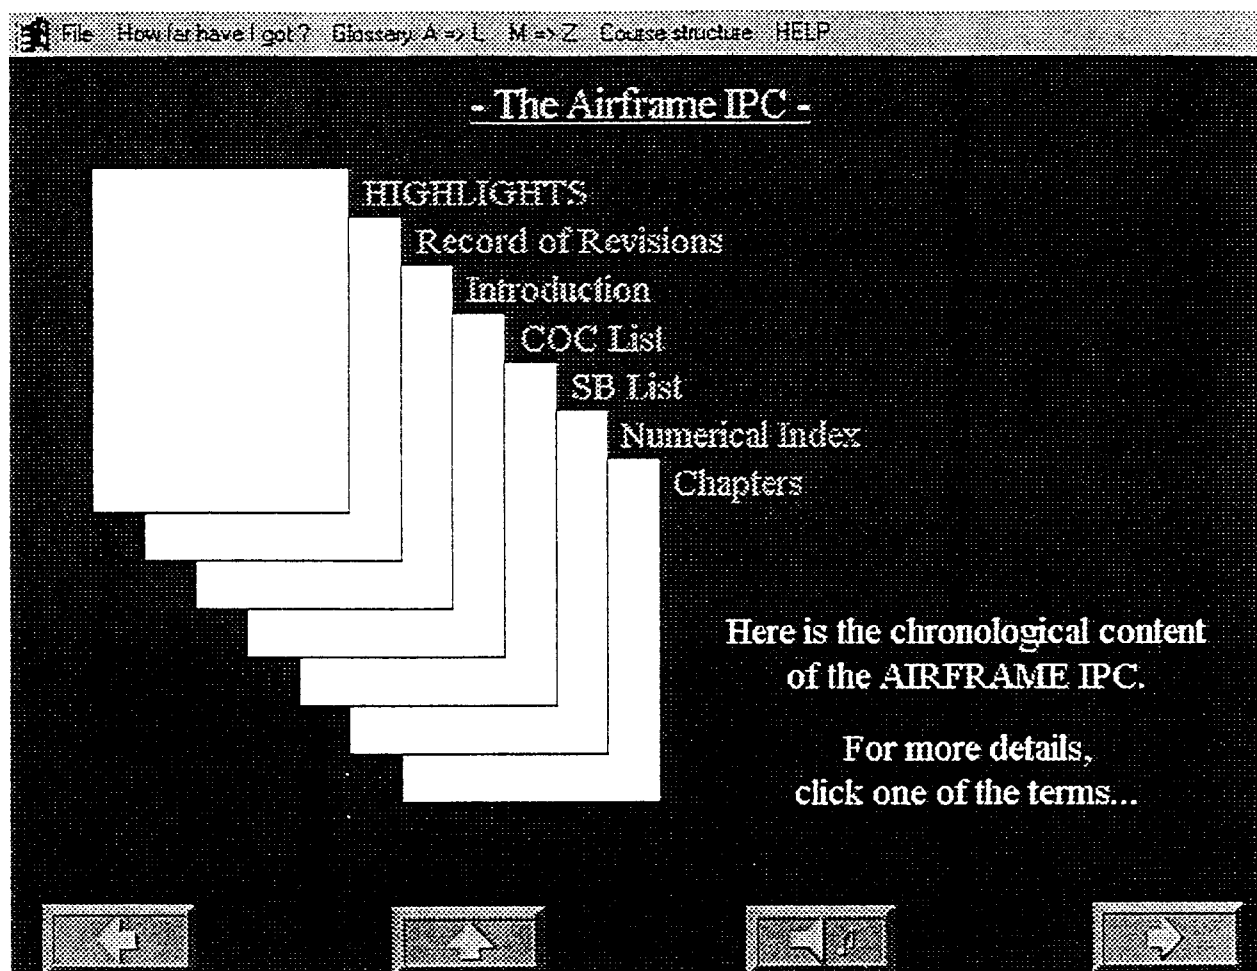 File How far have I got ? Glossary: A => L M => Z Course structure HELP
- The Airframe IPC -
HIGHLIGHTS
Record of Revisions
Introduction
COC List
SB List
Numerical Index
Chapters
Here is the chronological content
of the AIRFRAME IPC.
For more details,
click one of the terms...